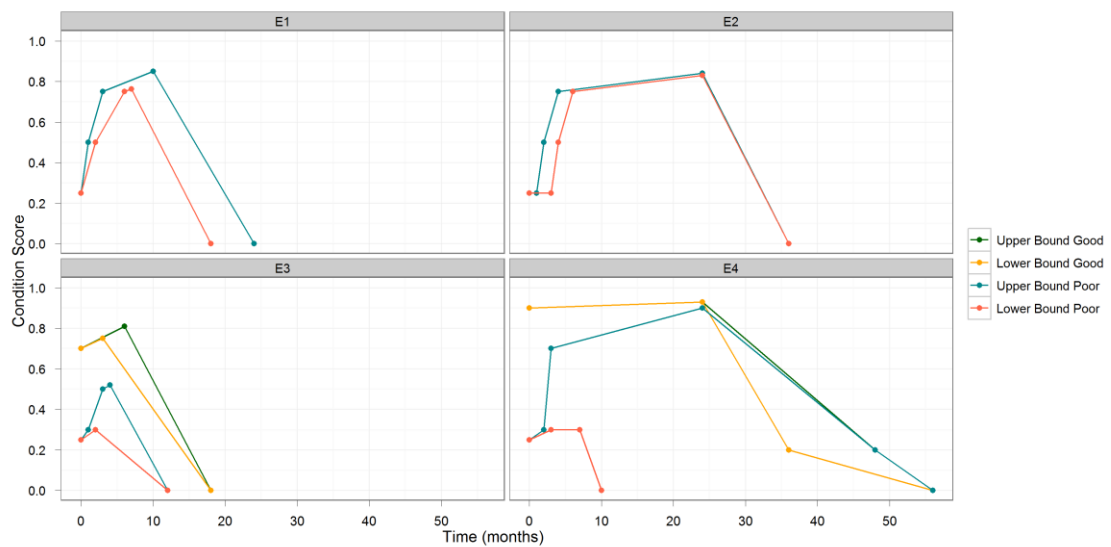 E1
E2
1.0
0.8
0.6
0.4
0.2
0.0
E3
E4
1.0
0.8
0.6
0.4
0.2
0.0
0 10 20 30 40 50
0 10 20 30 40 50
Condition Score
Time (months)
Upper Bound Good
Lower Bound Good
Upper Bound Poor
Lower Bound Poor